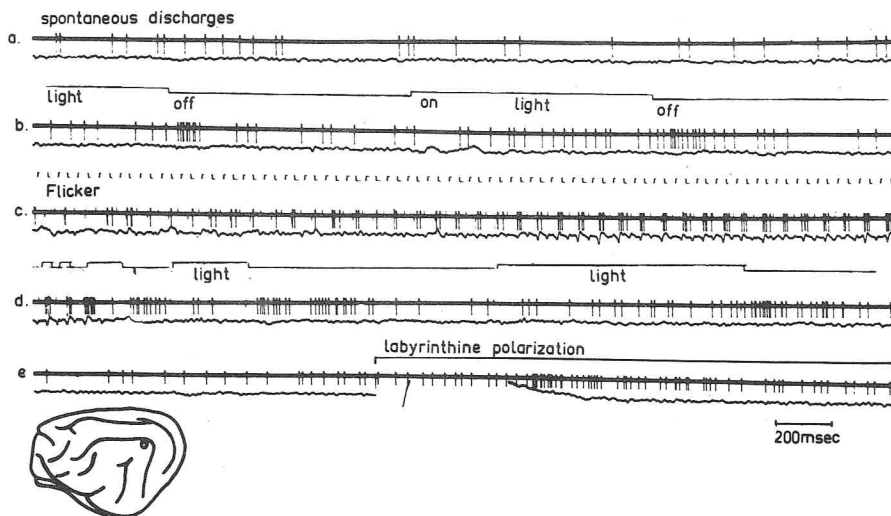 spontaneous discharges
a.
light off on light off
b.
Flicker
c.
light light
d.
labyrinthine polarization
e
200msec